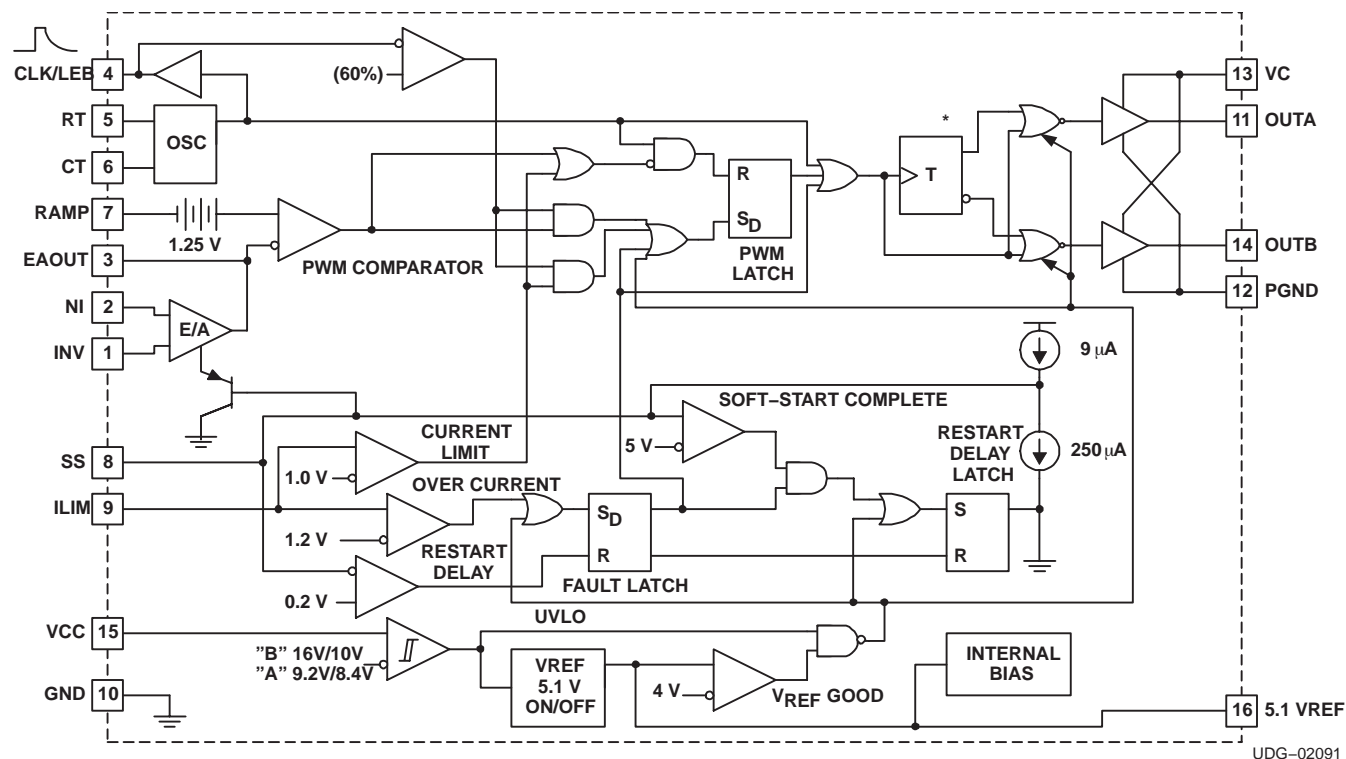 CLK/LEB 4
(60%)
13 VC
RT 5
OSC
*
11 OUTA
CT 6
R
T
RAMP 7
SD
1.25 V
EAOUT 3
PWM COMPARATOR
PWM
LATCH
14 OUTB
NI 2
E/A
12 PGND
INV 1
9 µA
SOFT–START COMPLETE
CURRENT
LIMIT
5 V
RESTART
DELAY
LATCH
250 µA
SS 8
1.0 V
OVER CURRENT
ILIM 9
SD
S
1.2 V
RESTART
DELAY
R
R
FAULT LATCH
0.2 V
UVLO
VCC 15
”B” 16V/10V
”A” 9.2V/8.4V
VREF
5.1 V
ON/OFF
INTERNAL
BIAS
4 V
VREF GOOD
GND 10
16 5.1 VREF
UDG–02091